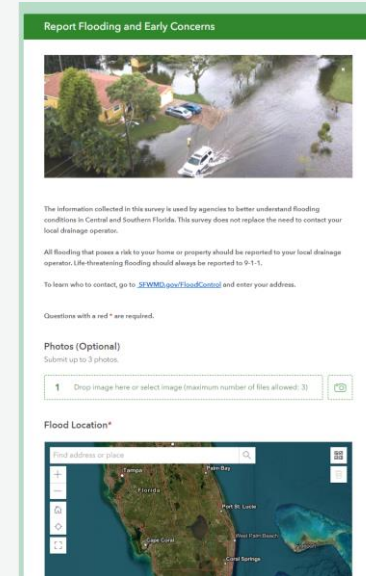 Report Flooding and Early Concerns
The information collected in this survey is used by agencies to better understand flooding
conditions in Central and Southern Florida. This survey does not replace the need to contact your
local drainage operator.
All flooding that poses a risk to your home or property should be reported to your local drainage
operator. Life-threatening flooding should always be reported to 9-1-1.
To learn who to contact, go to SFWMD.gov/FloodControl and enter your address.
Questions with a red * are required.
Photos (Optional)
Submit up to 3 photos.
1 Drop image here or select image (maximum number of files allowed: 3)
Flood Location*
Find address or place
Tampa
Palm Bay
Florida
Port St. Lucie
Cape Coral
West Palm Beach
Coral Springs